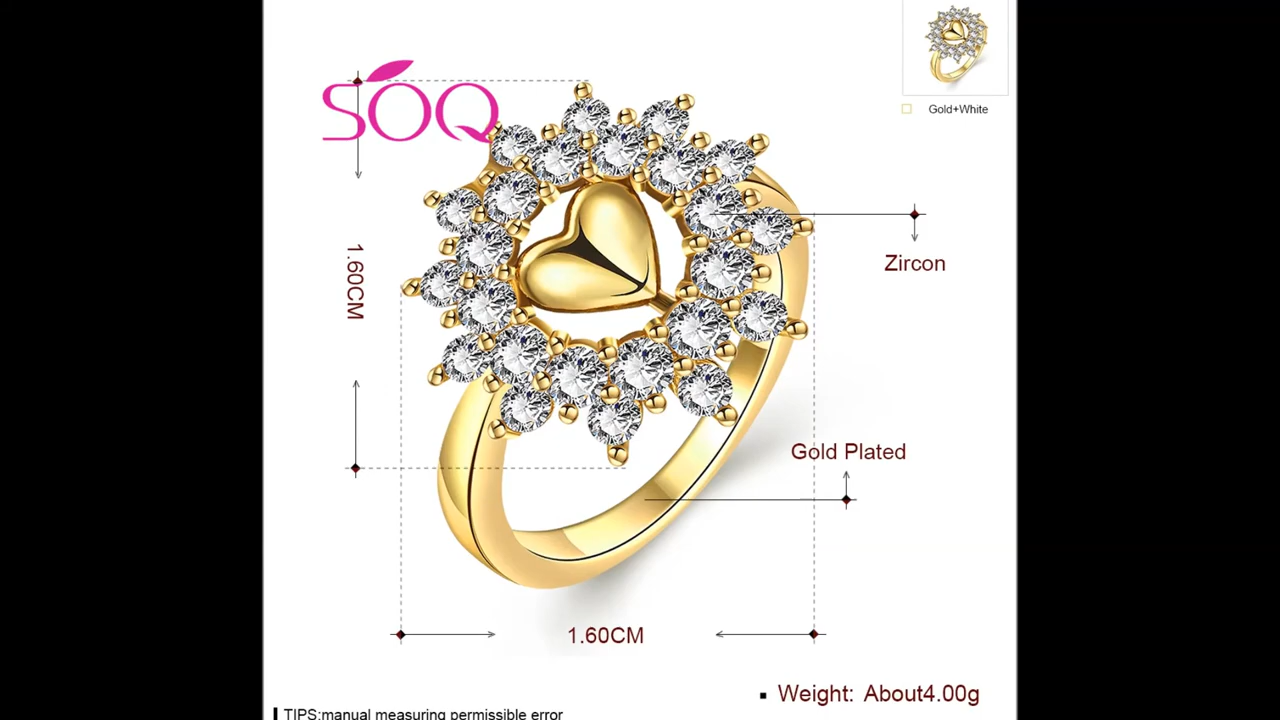 SOQ
Gold+White
1.60CM
Zircon
Gold Plated
1.60CM
▪ Weight: About4.00g
TIPS:manual measuring permissible error